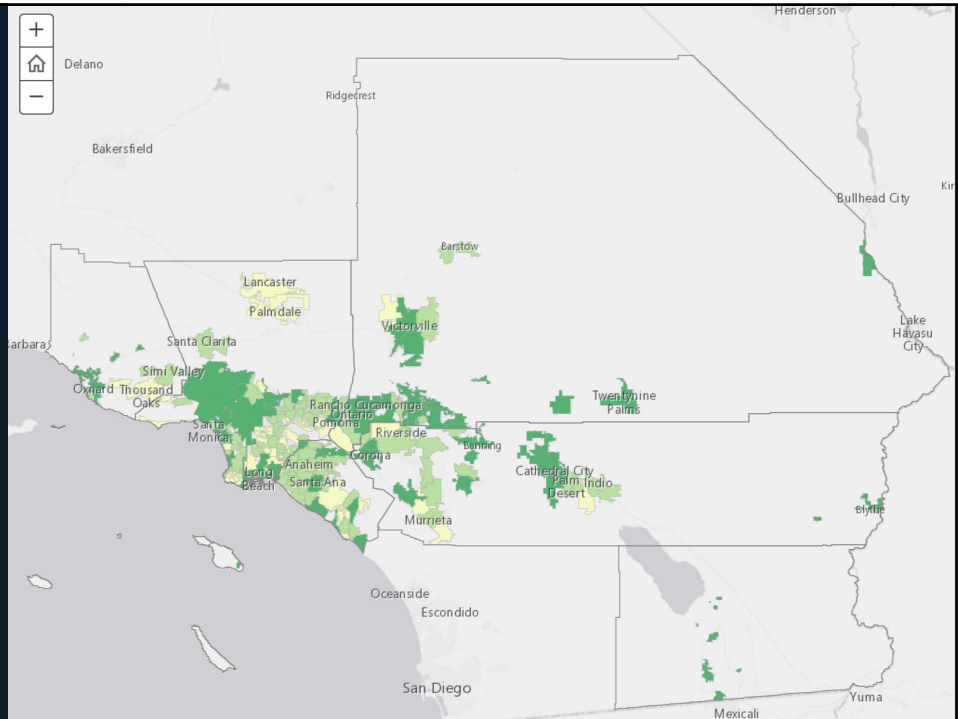 Henderson
+
−
Delano
Ridgecrest
Bakersfield
Bullhead City
Barstow
Lancaster
Palmdale
Victorville
Lake
Havasu
City
Santa Clarita
Simi Valley
Oxnard
Thousand
Oaks
Rancho Cucamonga
Ontario
Pomona
Twentynine
Palms
Santa
Monica
Riverside
Corona
Banning
Anaheim
Long
Beach
Santa Ana
Cathedral City
Palm
Desert
Indio
Murrieta
Blythe
Oceanside
Escondido
San Diego
Yuma
Mexicali